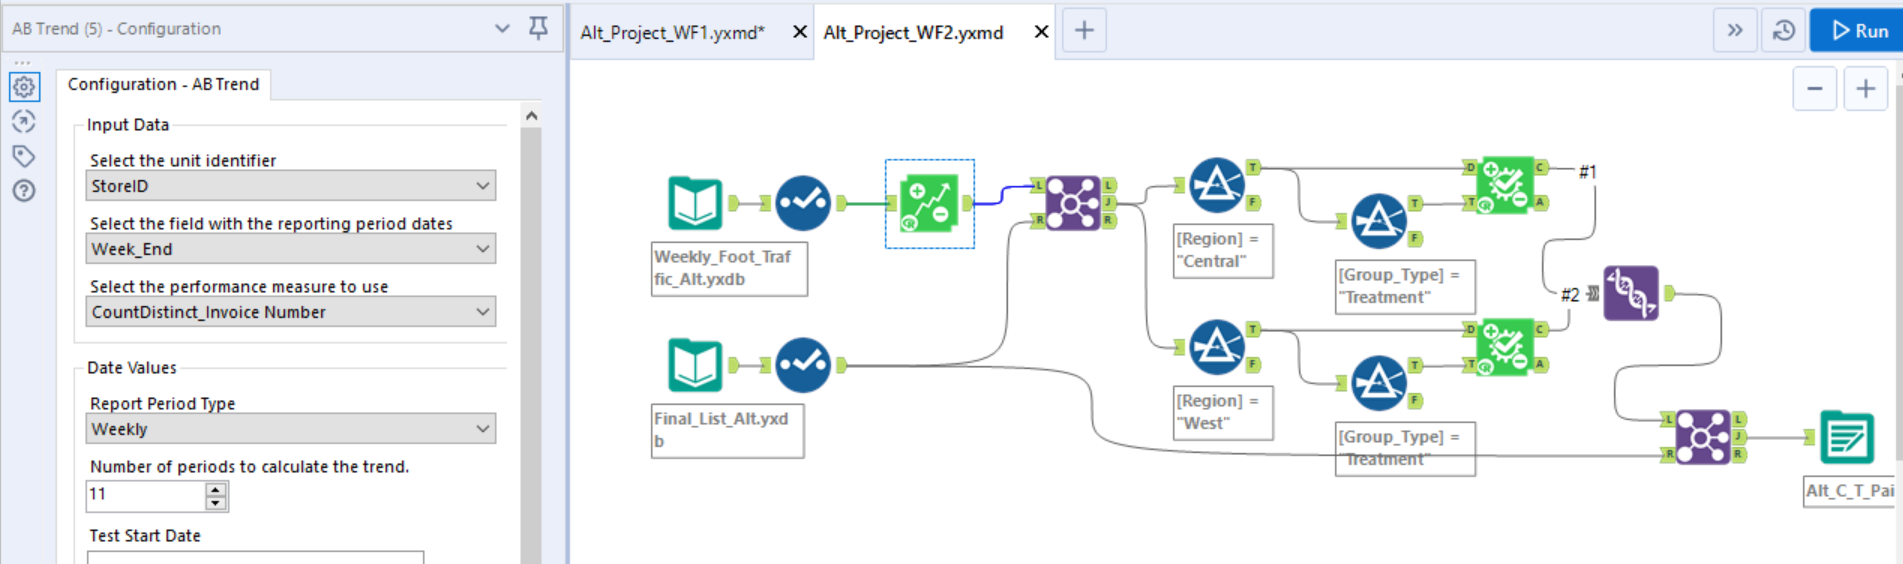 AB Trend (5) - Configuration
Configuration - AB Trend
Input Data
Select the unit identifier
StoreID
Select the field with the reporting period dates
Week_End
Select the performance measure to use
CountDistinct_Invoice Number
Date Values
Report Period Type
Weekly
Number of periods to calculate the trend.
11
Test Start Date
Alt_Project_WF1.yxmd*
Alt_Project_WF2.yxmd
Run
Weekly_Foot_Traf
fic_Alt.yxdb
Final_List_Alt.yxd
b
L
R
L
J
R
T
F
[Region] =
"Central"
T
F
[Group_Type] =
"Treatment"
D
T
C
A
#1
#2
T
F
[Region] =
"West"
T
F
[Group_Type] =
"Treatment"
D
T
C
A
L
R
L
J
R
Alt_C_T_Pai